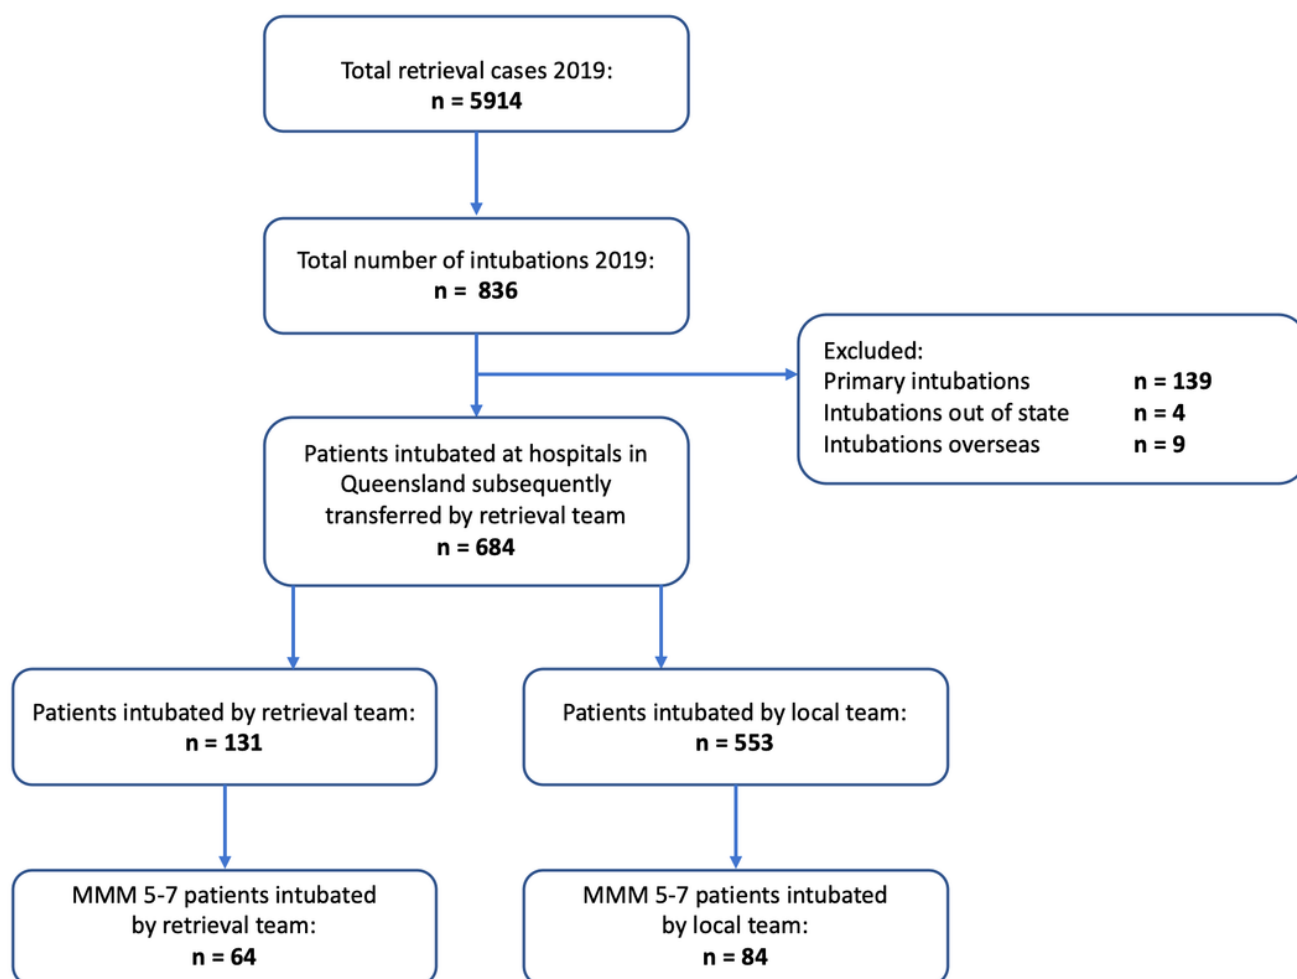 Total retrieval cases 2019:
n = 5914
Total number of intubations 2019:
n = 836
Excluded:
Primary intubations n = 139
Intubations out of state n = 4
Intubations overseas n = 9
Patients intubated at hospitals in
Queensland subsequently
transferred by retrieval team
n = 684
Patients intubated by retrieval team:
n = 131
Patients intubated by local team:
n = 553
MMM 5-7 patients intubated
by retrieval team:
n = 64
MMM 5-7 patients intubated
by local team:
n = 84